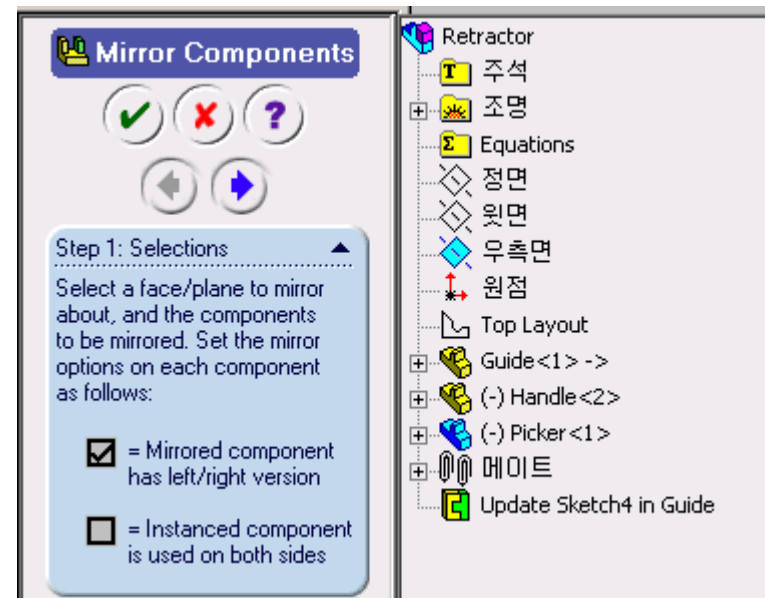 Mirror Components
?
Step 1: Selections
Select a face/plane to mirror
about, and the components
to be mirrored. Set the mirror
options on each component
as follows:
= Mirrored component
has left/right version
= Instanced component
is used on both sides
Retractor
주석
조명
Equations
정면
윗면
우측면
원점
Top Layout
Guide<1> ->
(-) Handle<2>
(-) Picker<1>
메이트
Update Sketch4 in Guide